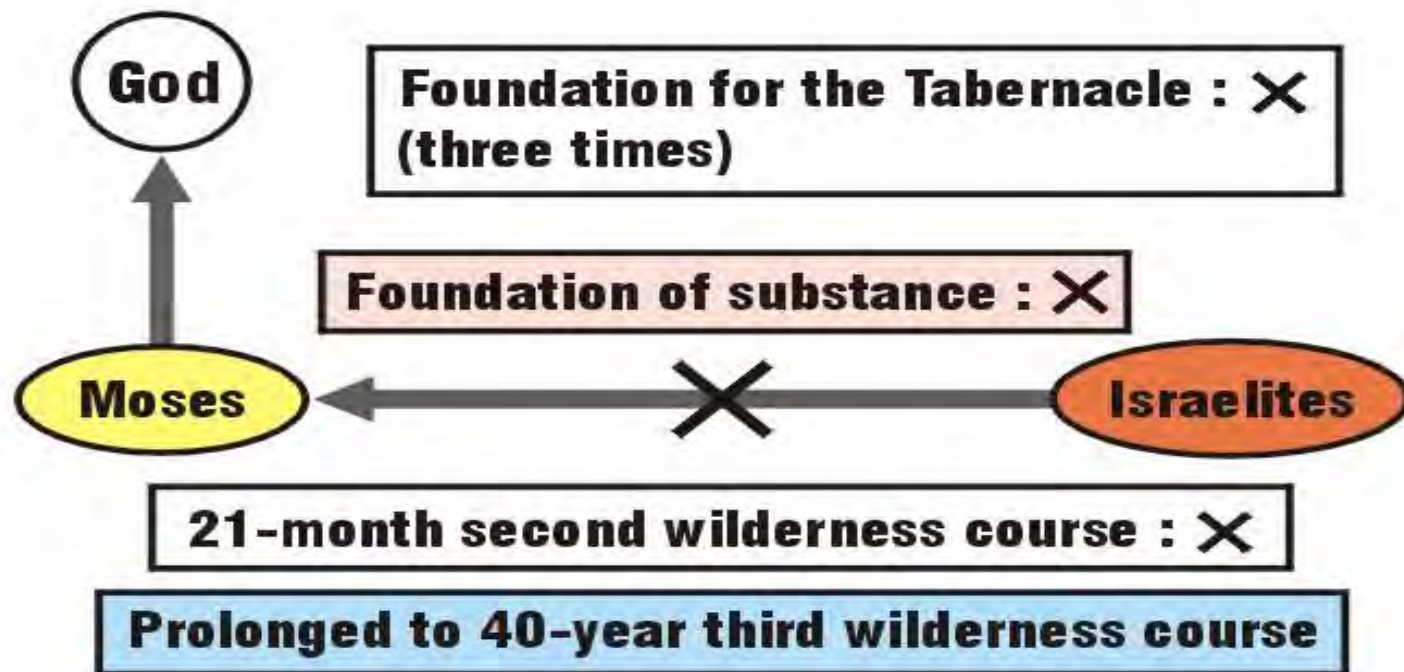 God
Foundation for the Tabernacle : ✕
(three times)
Foundation of substance : ✕
Moses
Israelites
21-month second wilderness course : ✕
Prolonged to 40-year third wilderness course